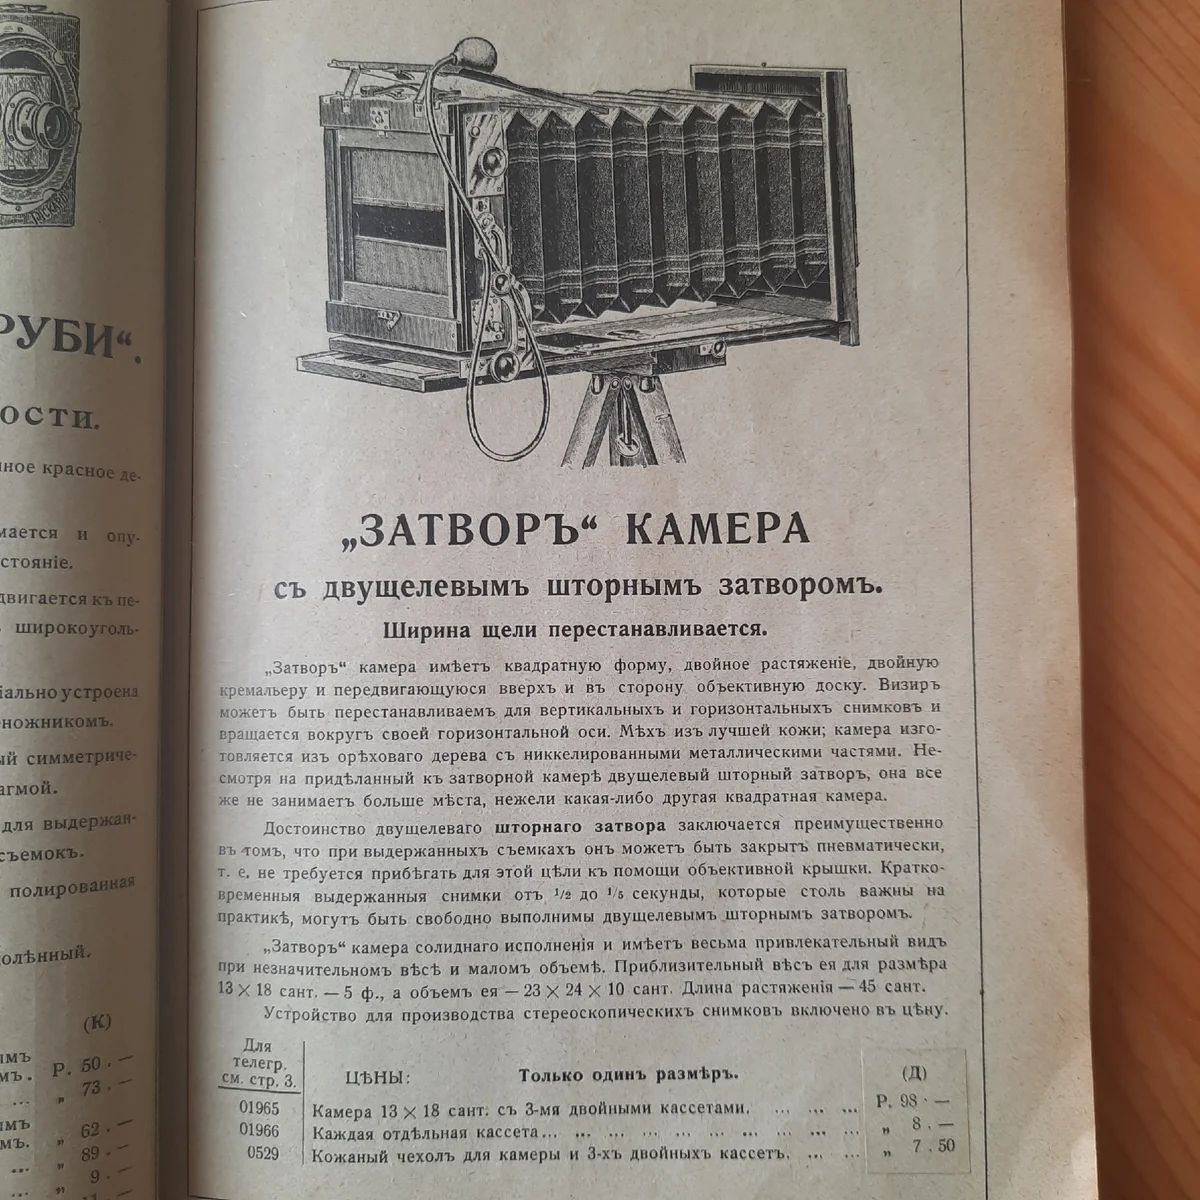 РУБИ“.
ОСТИ.
ное красное де-
мается и опу-
стояніе.
двигается къ пе-
широкоуголь-
іально устроена
ножникомъ.
ый симметриче-
агмой.
для выдержан-
съемокъ.
полированная
олѣнный.
(К)
ымъ
мъ. Р. 50 . —
... „ 73 . —
ымъ
мъ. „ 62 . —
... „ 89 . —
... „ 9 . —
„ЗАТВОРЪ“ КАМЕРА
съ двущелевымъ шторнымъ затворомъ.
Ширина щели перестанавливается.
„Затворъ“ камера имѣетъ квадратную форму, двойное растяженіе, двойную
кремальеру и передвигающуюся вверхъ и въ сторону объективную доску. Визиръ
можетъ быть перестанавливаемъ для вертикальныхъ и горизонтальныхъ снимковъ и
вращается вокругъ своей горизонтальной оси. Мѣхъ изъ лучшей кожи; камера изго-
товляется изъ орѣховаго дерева съ никкелированными металлическими частями. Не-
смотря на придѣланный къ затворной камерѣ двущелевый шторный затворъ, она все
же не занимаетъ больше мѣста, нежели какая-либо другая квадратная камера.
Достоинство двущелеваго шторнаго затвора заключается преимущественно
въ томъ, что при выдержанныхъ съемкахъ онъ можетъ быть закрытъ пневматически,
т. е. не требуется прибѣгать для этой цѣли къ помощи объективной крышки. Кратко-
временныя выдержанныя снимки отъ 1/2 до 1/5 секунды, которые столь важны на
практикѣ, могутъ быть свободно выполнимы двущелевымъ шторнымъ затворомъ.
„Затворъ“ камера солиднаго исполненія и имѣетъ весьма привлекательный видъ
при незначительномъ вѣсѣ и маломъ объемѣ. Приблизительный вѣсъ ея для размѣра
13 × 18 сант. — 5 ф., а объемъ ея — 23 × 24 × 10 сант. Длина растяженія — 45 сант.
Устройство для производства стереоскопическихъ снимковъ включено въ цѣну.
Для
телегр.
см. стр. 3.
ЦѢНЫ: Только одинъ размѣръ. (Д)
01965 Камера 13 × 18 сант. съ 3-мя двойными кассетами. ... ... ... Р. 98 . —
01966 Каждая отдѣльная кассета ... ... ... ... ... ... ... ... ... ... „ 8 . —
0529 Кожаный чехолъ для камеры и 3-хъ двойныхъ кассетъ. ... ... „ 7 . 50